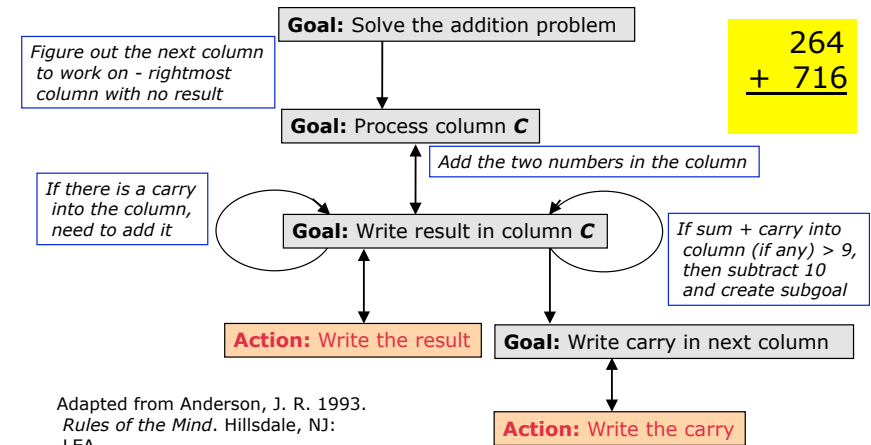 Goal: Solve the addition problem
Figure out the next column
to work on - rightmost
column with no result
264
+ 716
Goal: Process column C
Add the two numbers in the column
If there is a carry
into the column,
need to add it
Goal: Write result in column C
If sum + carry into
column (if any) > 9,
then subtract 10
and create subgoal
Action: Write the result
Goal: Write carry in next column
Adapted from Anderson, J. R. 1993.
Rules of the Mind. Hillsdale, NJ:
Action: Write the carry